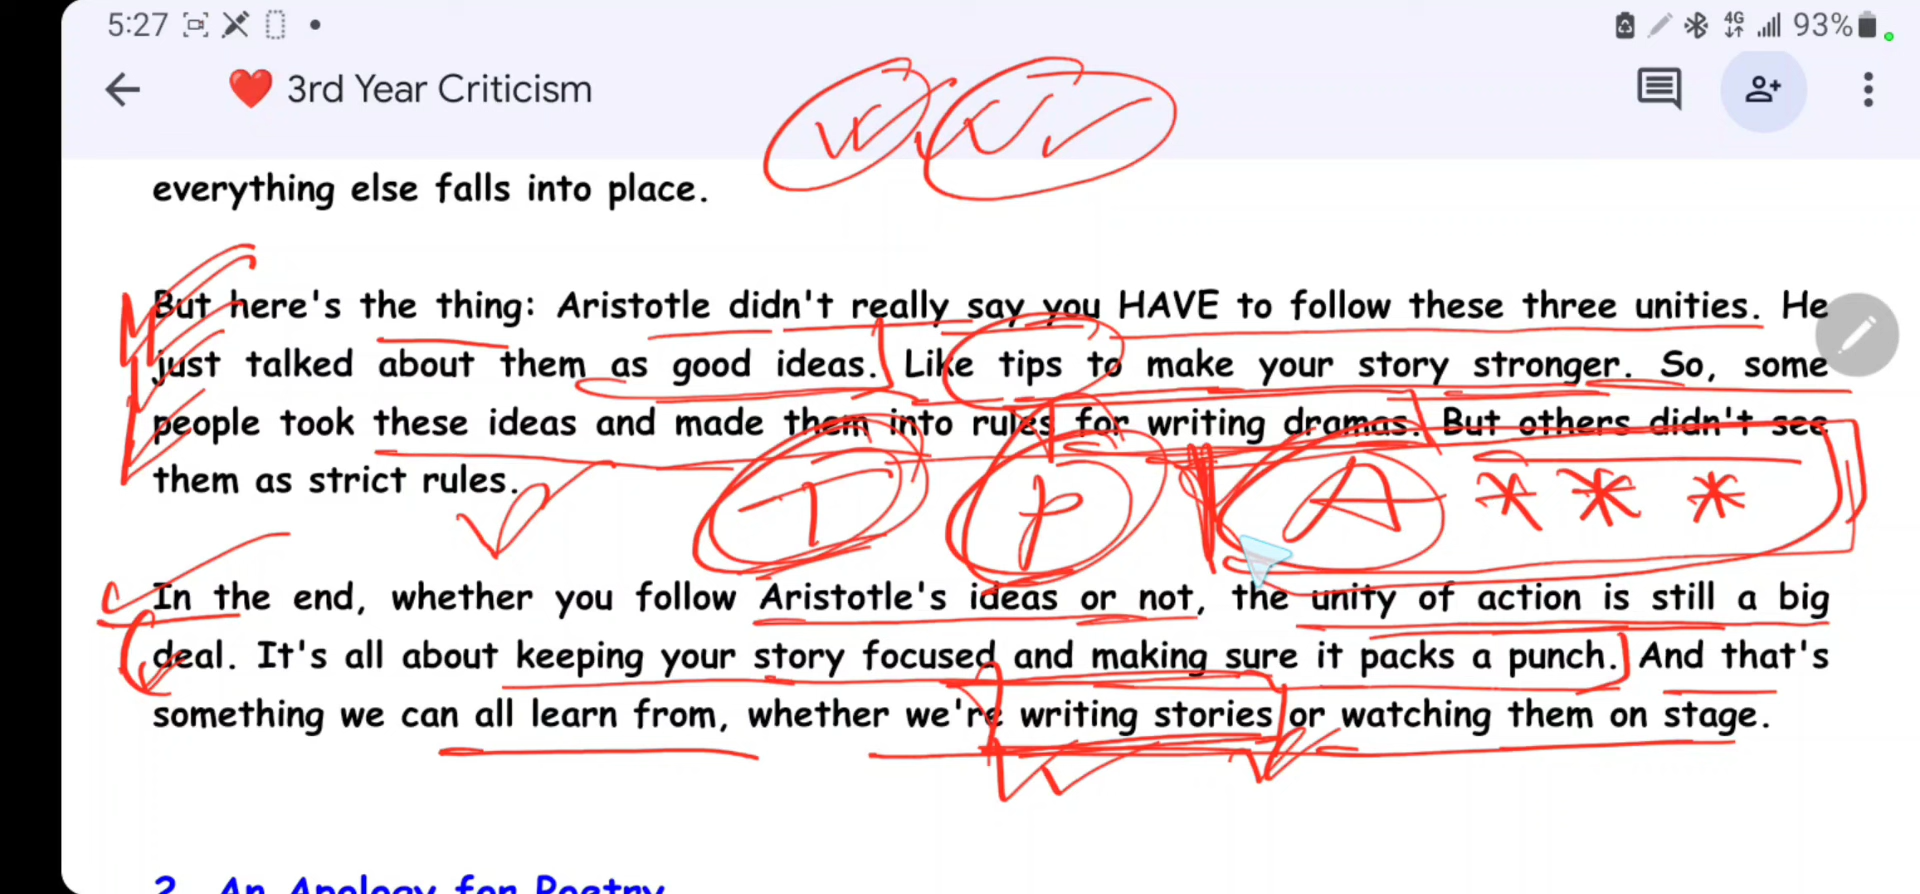 5:27 4G 93%
3rd Year Criticism
everything else falls into place.
But here's the thing: Aristotle didn't really say you HAVE to follow these three unities. He
just talked about them as good ideas. Like tips to make your story stronger. So, some
people took these ideas and made them into rules for writing dramas. But others didn't see
them as strict rules.
T P A * * *
In the end, whether you follow Aristotle's ideas or not, the unity of action is still a big
deal. It's all about keeping your story focused and making sure it packs a punch. And that's
something we can all learn from, whether we're writing stories or watching them on stage.
2. An Apology for Poetry